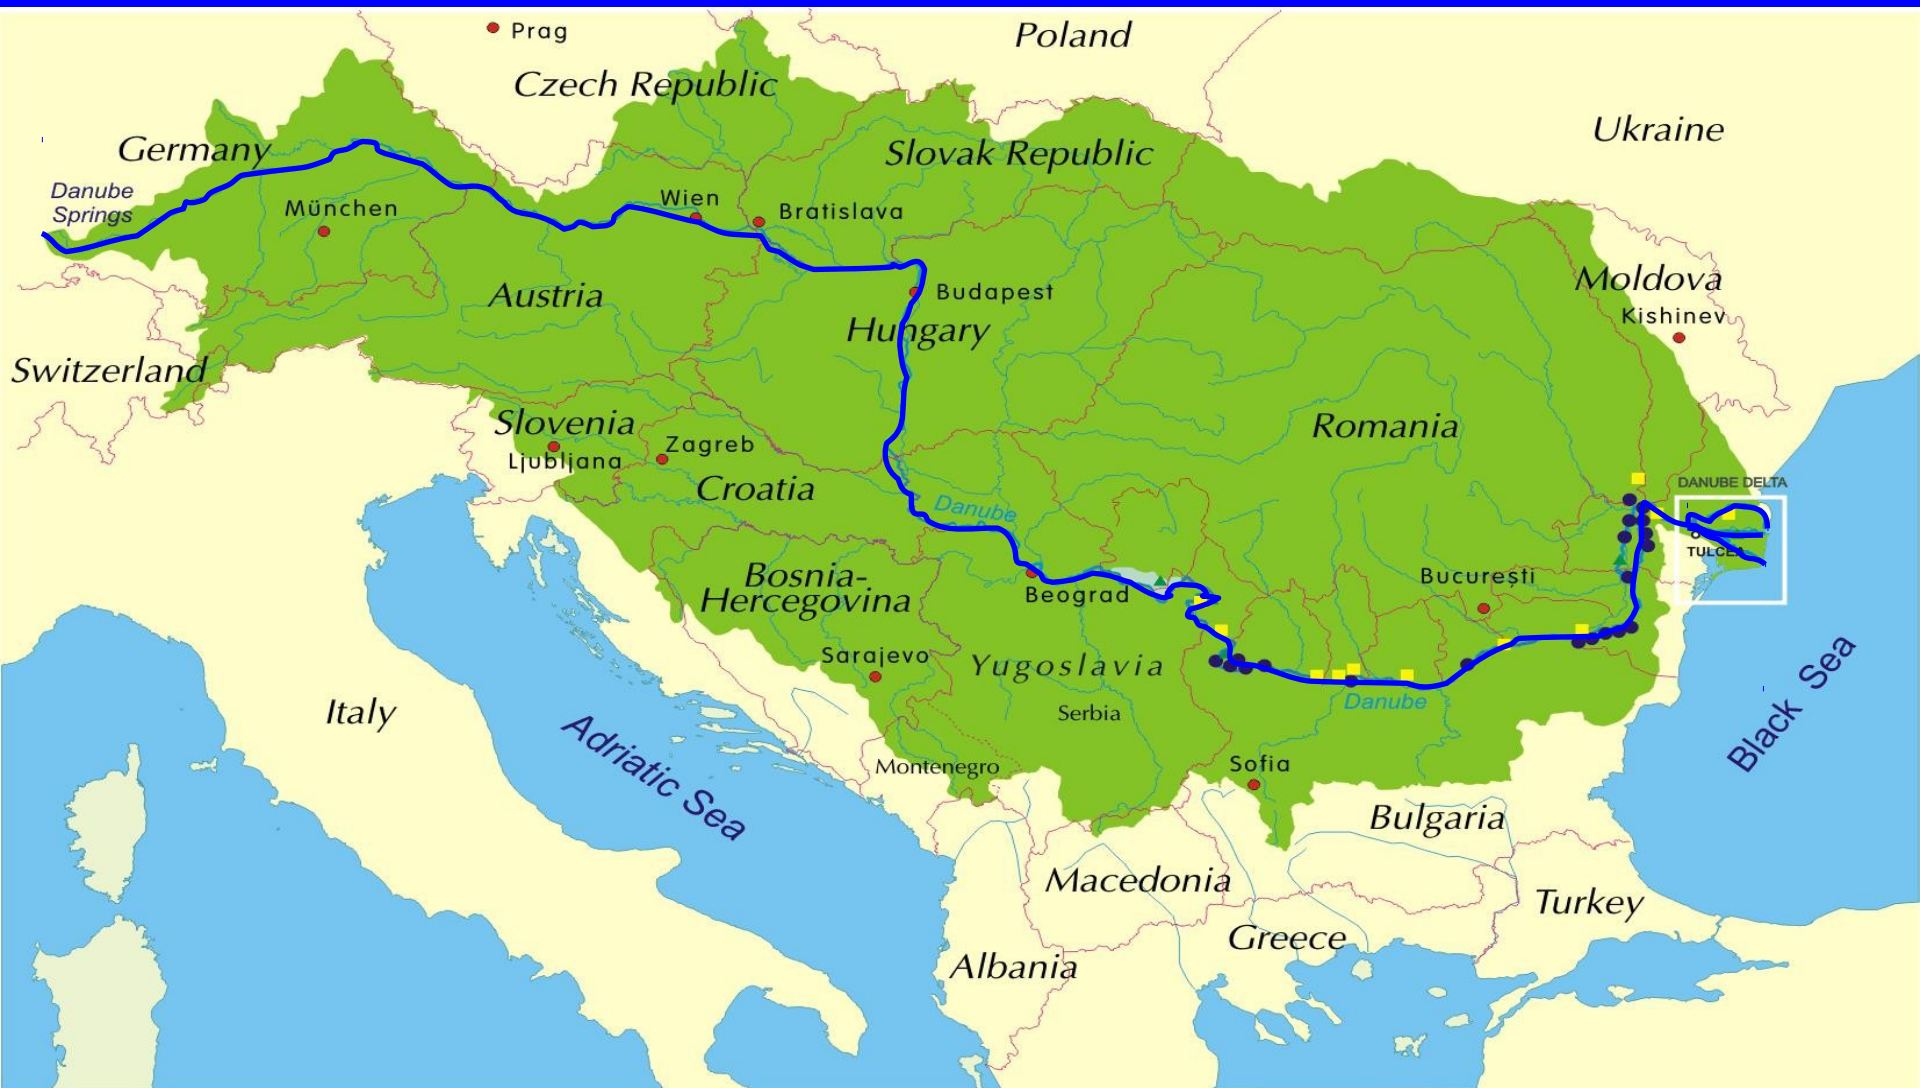 Prag
Poland
Czech Republic
Ukraine
Germany
Slovak Republic
Danube
Springs
München
Wien
Bratislava
Moldova
Kishinev
Austria
Budapest
Hungary
Switzerland
Slovenia
Ljubljana
Zagreb
Croatia
Romania
DANUBE DELTA
Danube
TULCEA
Bosnia-
Hercegovina
Beograd
Bucureşti
Sarajevo
Yugoslavia
Serbia
Danube
Black Sea
Italy
Adriatic Sea
Montenegro
Sofia
Bulgaria
Macedonia
Turkey
Greece
Albania